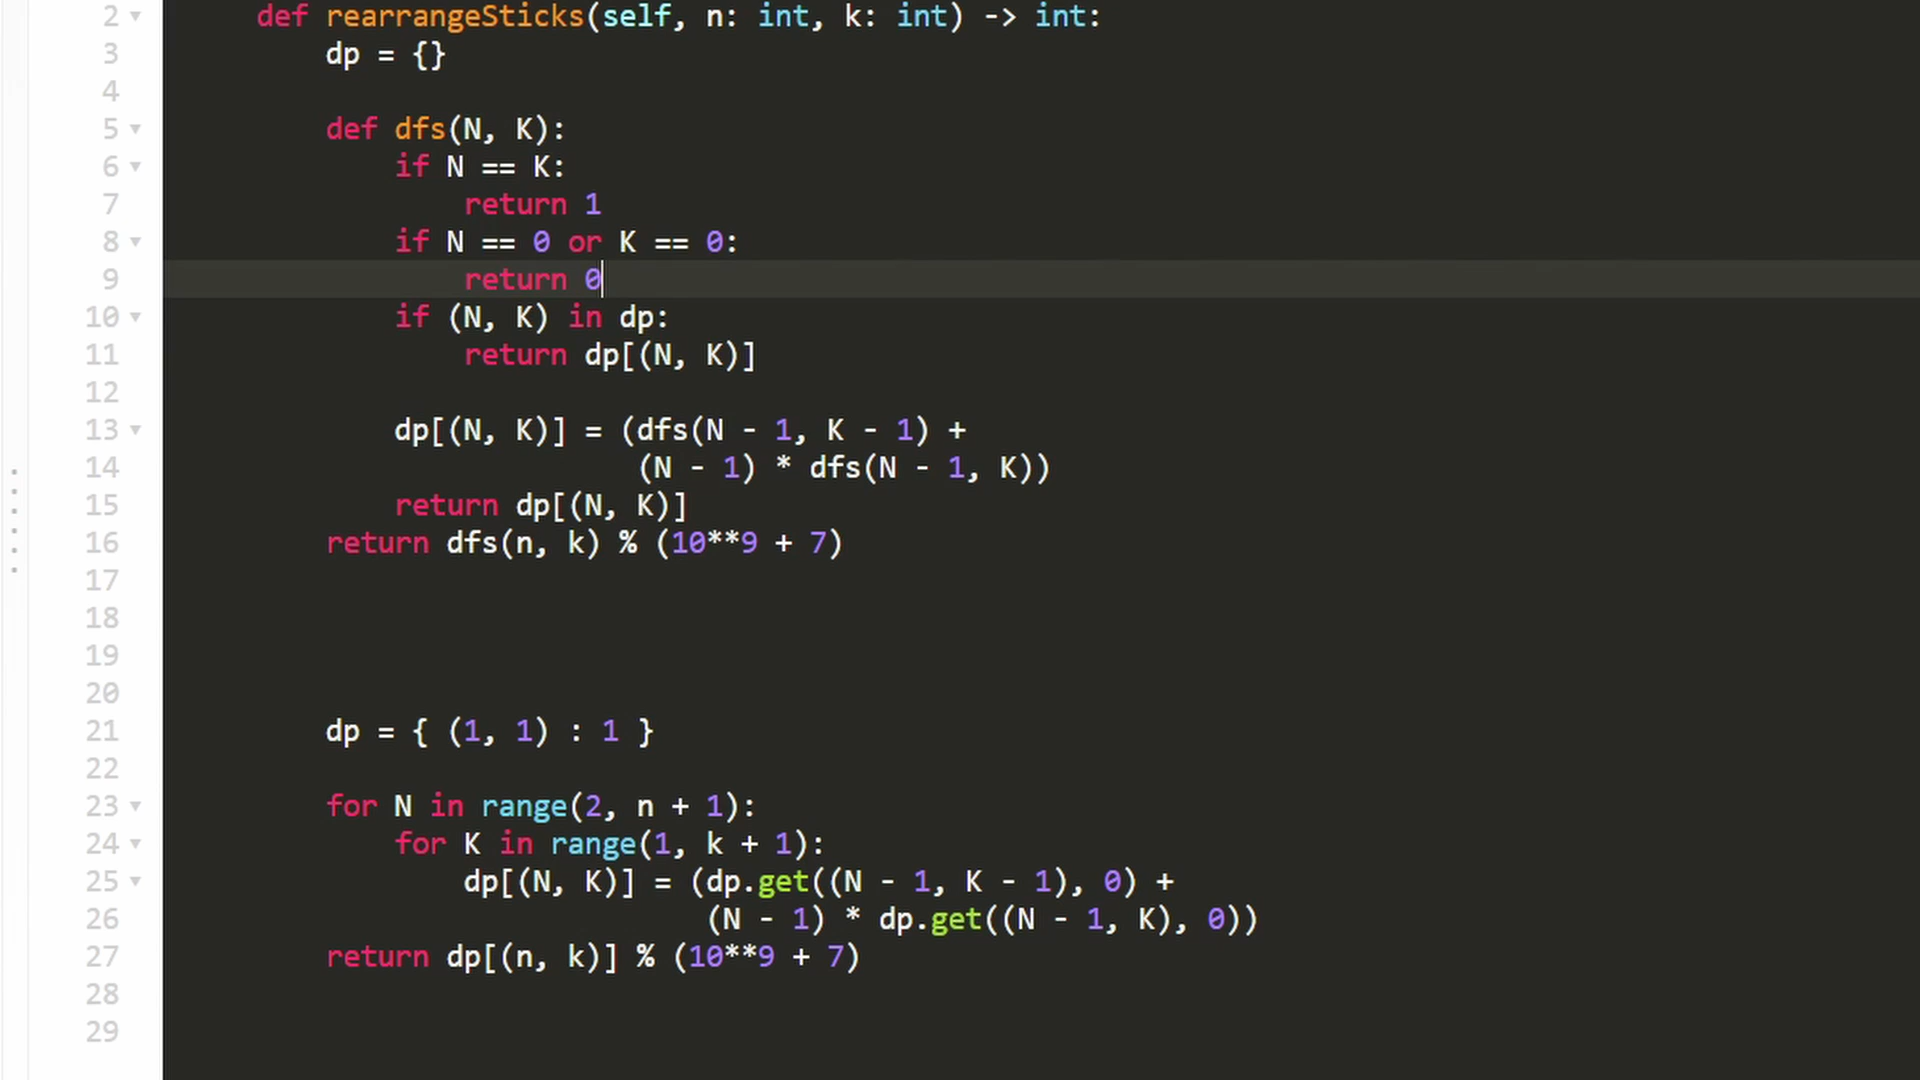 2 def rearrangeSticks(self, n: int, k: int) -> int:
3 dp = {}
4
5 def dfs(N, K):
6 if N == K:
7 return 1
8 if N == 0 or K == 0:
9 return 0
10 if (N, K) in dp:
11 return dp[(N, K)]
12
13 dp[(N, K)] = (dfs(N - 1, K - 1) +
14 (N - 1) * dfs(N - 1, K))
15 return dp[(N, K)]
16 return dfs(n, k) % (10**9 + 7)
17
18
19
20
21 dp = { (1, 1) : 1 }
22
23 for N in range(2, n + 1):
24 for K in range(1, k + 1):
25 dp[(N, K)] = (dp.get((N - 1, K - 1), 0) +
26 (N - 1) * dp.get((N - 1, K), 0))
27 return dp[(n, k)] % (10**9 + 7)
28
29